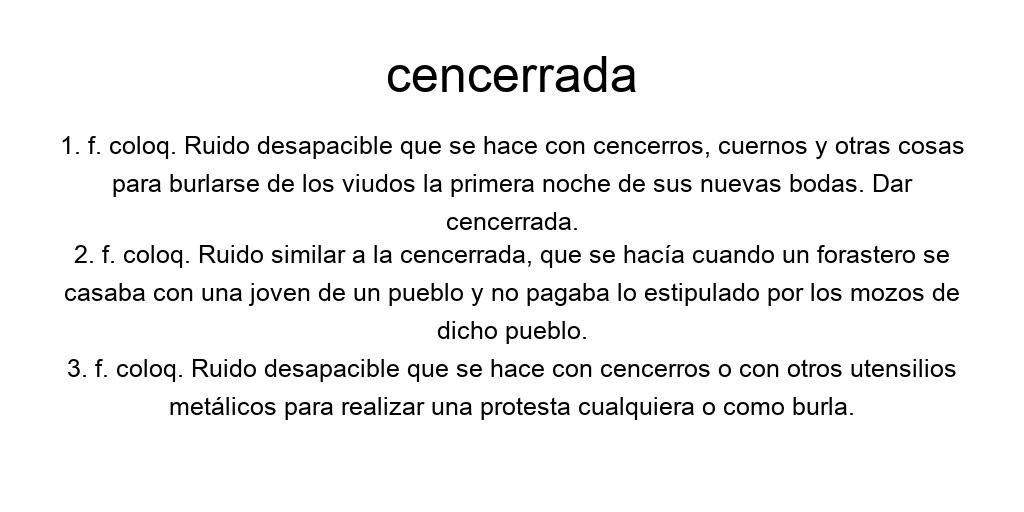 cencerrada
1. f. coloq. Ruido desapacible que se hace con cencerros, cuernos y otras cosas
para burlarse de los viudos la primera noche de sus nuevas bodas. Dar
cencerrada.
2. f. coloq. Ruido similar a la cencerrada, que se hacía cuando un forastero se
casaba con una joven de un pueblo y no pagaba lo estipulado por los mozos de
dicho pueblo.
3. f. coloq. Ruido desapacible que se hace con cencerros o con otros utensilios
metálicos para realizar una protesta cualquiera o como burla.